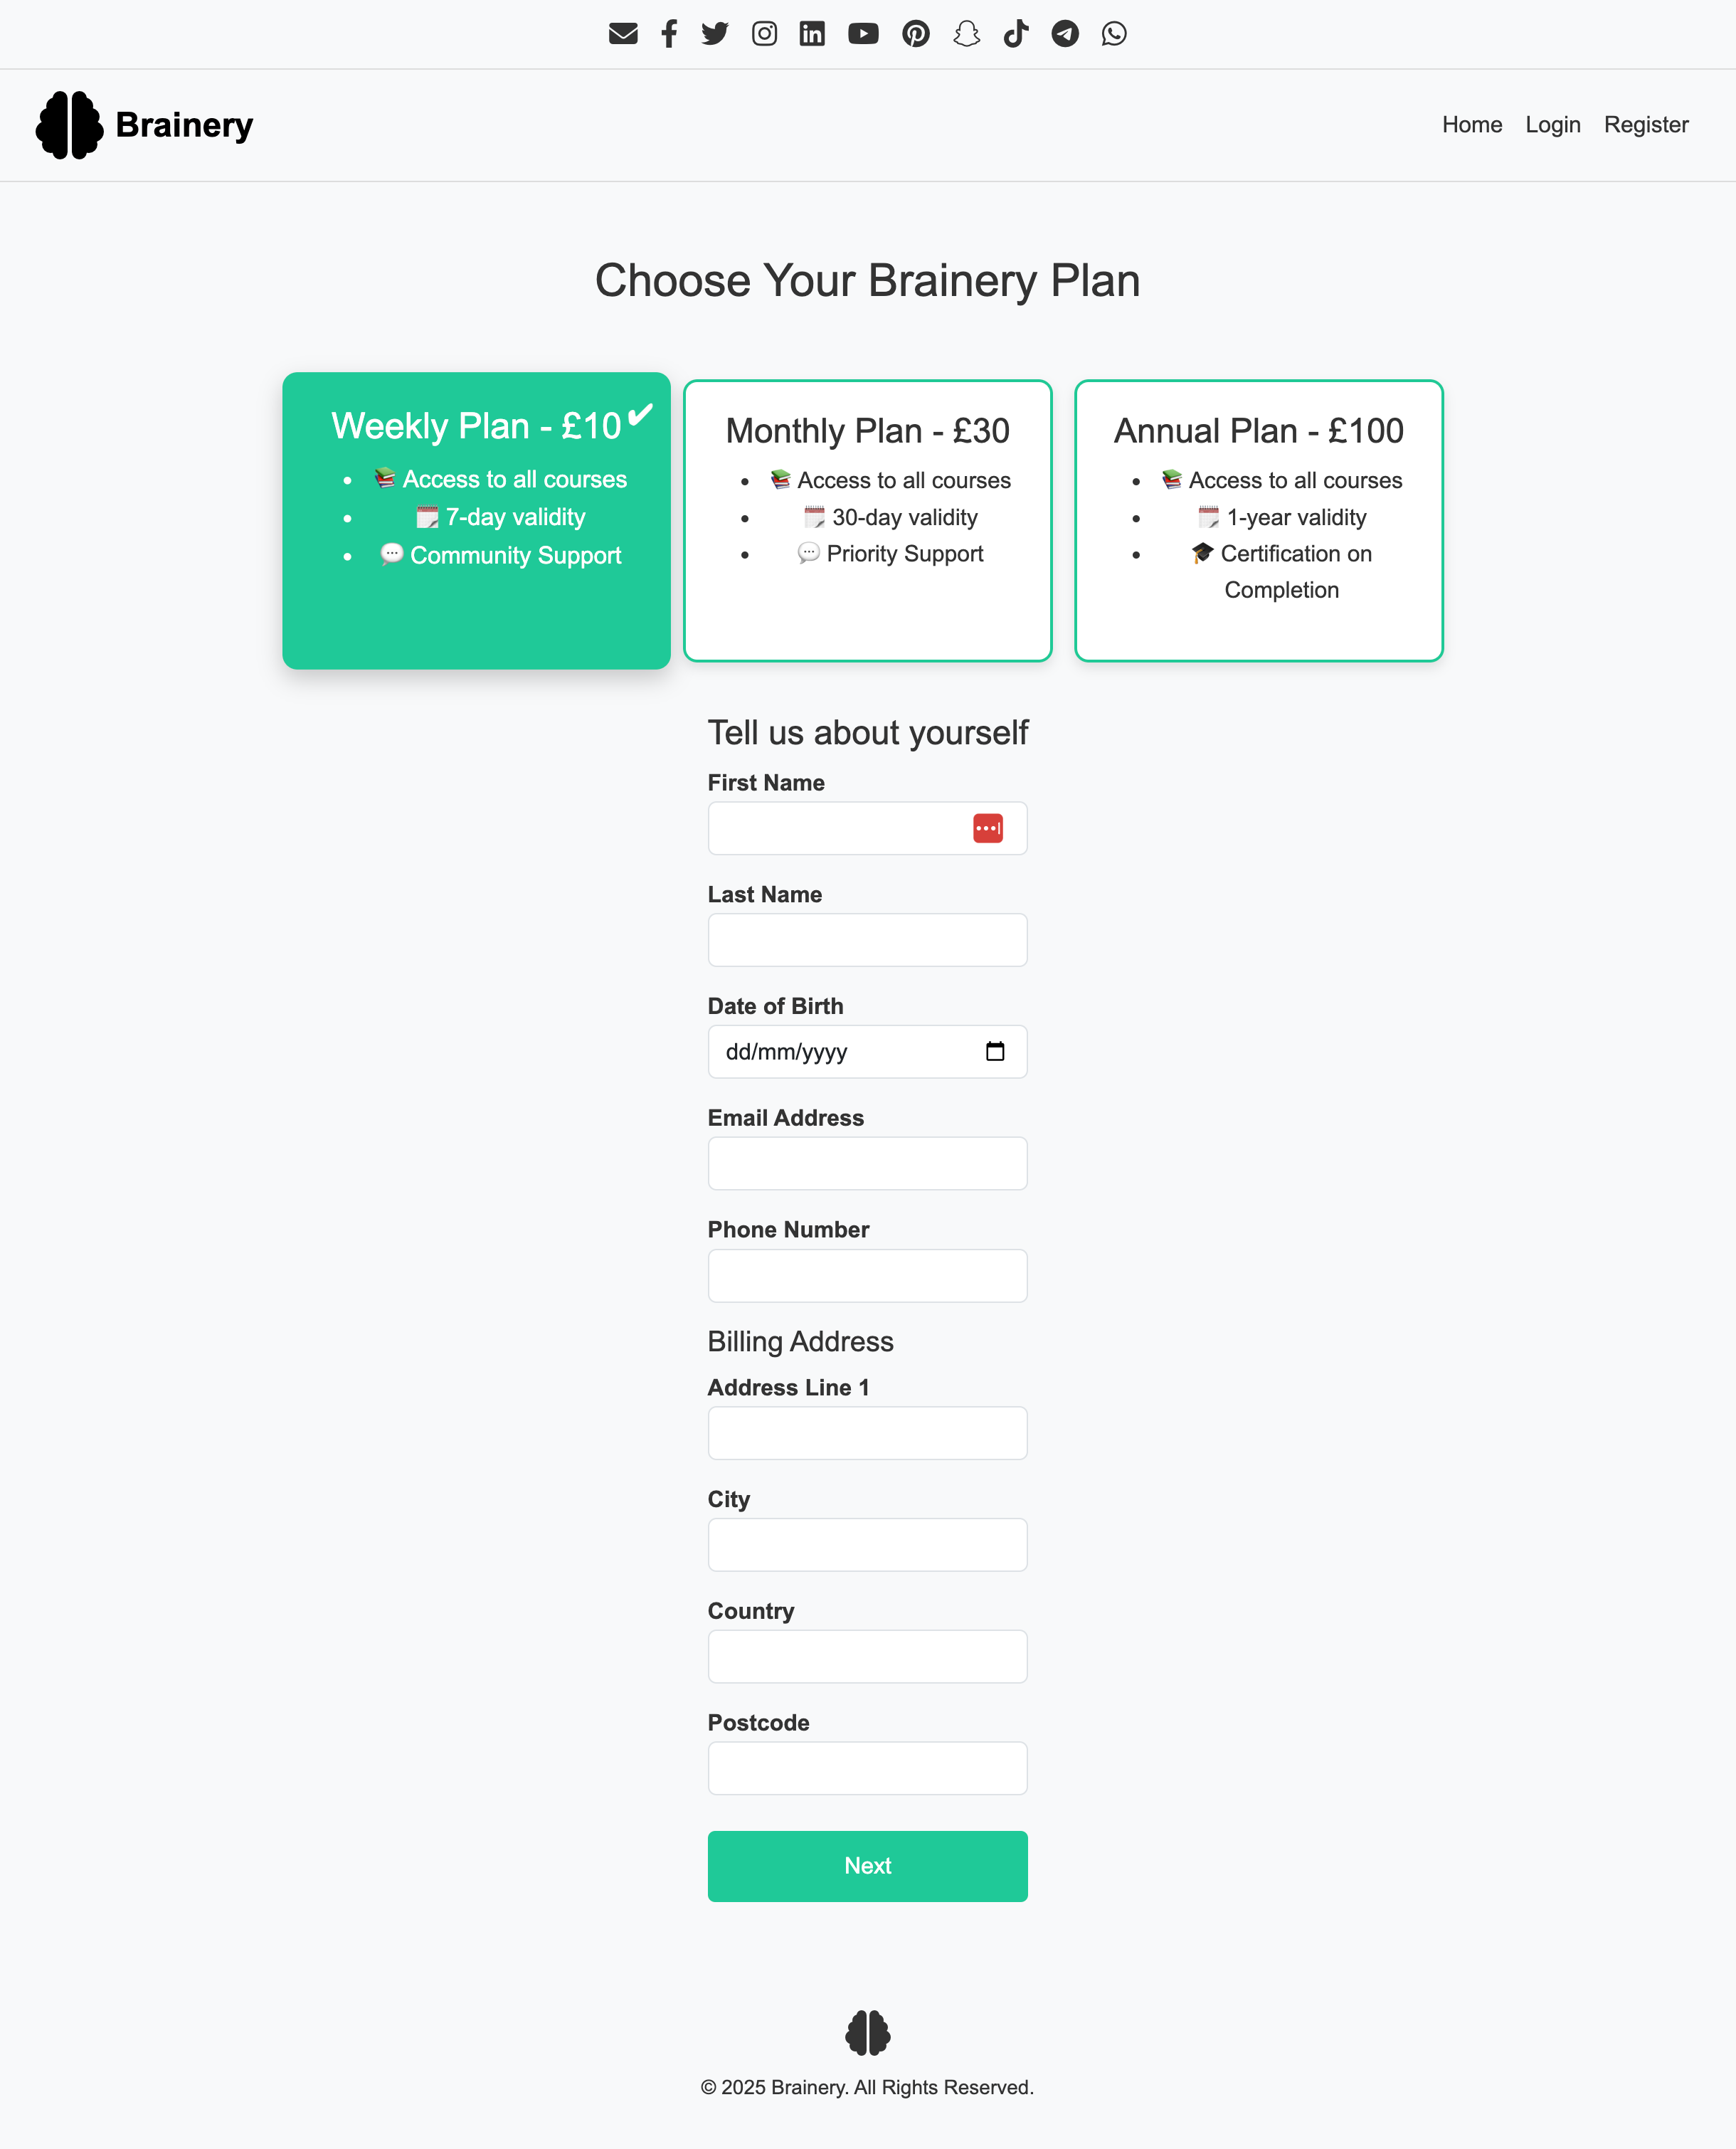 Brainery
Home Login Register
Choose Your Brainery Plan
Weekly Plan - £10 ✔
• 📚 Access to all courses
• 🗓️ 7-day validity
• 💬 Community Support
Monthly Plan - £30
• 📚 Access to all courses
• 🗓️ 30-day validity
• 💬 Priority Support
Annual Plan - £100
• 📚 Access to all courses
• 🗓️ 1-year validity
• 🎓 Certification on
Completion
Tell us about yourself
First Name
Last Name
Date of Birth
dd/mm/yyyy
Email Address
Phone Number
Billing Address
Address Line 1
City
Country
Postcode
Next
© 2025 Brainery. All Rights Reserved.